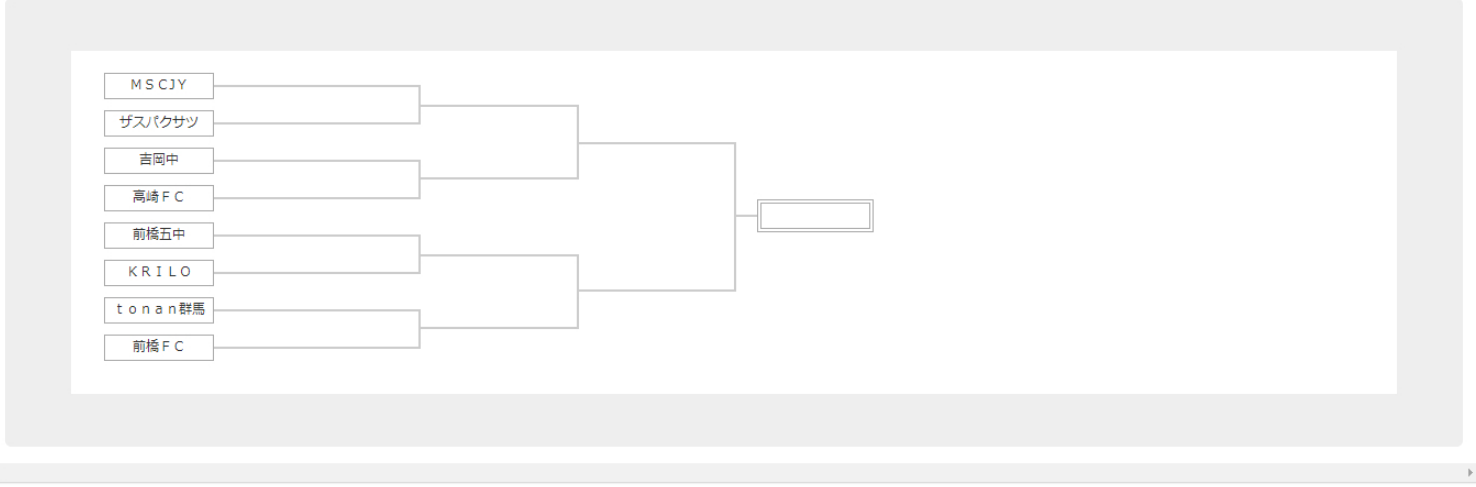 ＭＳＣＪＹ
ザスパクサツ
吉岡中
高崎ＦＣ
前橋五中
ＫＲＩＬＯ
ｔｏｎａｎ群馬
前橋ＦＣ